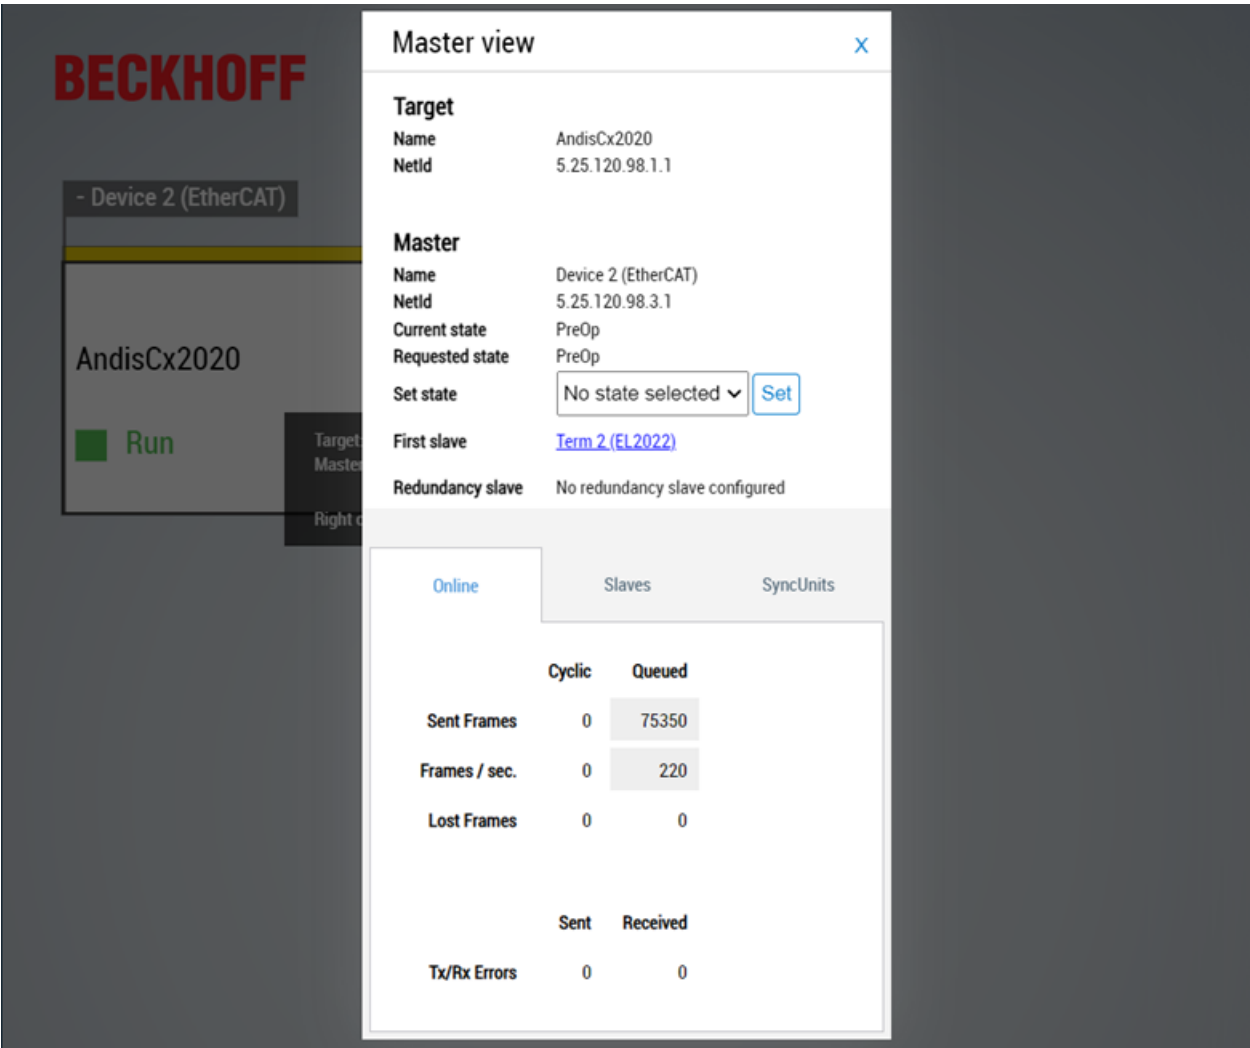 BECKHOFF
- Device 2 (EtherCAT)
AndisCx2020
Run
Target:
Master
Right c
Master view X
Target
Name AndisCx2020
NetId 5.25.120.98.1.1
Master
Name Device 2 (EtherCAT)
NetId 5.25.120.98.3.1
Current state PreOp
Requested state PreOp
Set state No state selected Set
First slave Term 2 (EL2022)
Redundancy slave No redundancy slave configured
Online Slaves SyncUnits
Cyclic Queued
Sent Frames 0 75350
Frames / sec. 0 220
Lost Frames 0 0
Sent Received
Tx/Rx Errors 0 0